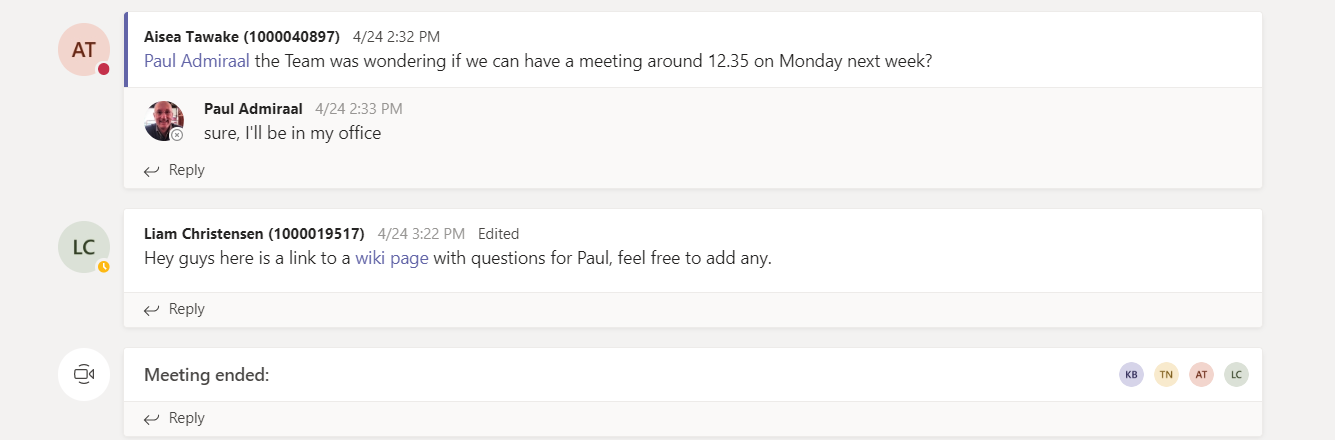 AT
Aisea Tawake (1000040897) 4/24 2:32 PM
Paul Admiraal the Team was wondering if we can have a meeting around 12.35 on Monday next week?
Paul Admiraal 4/24 2:33 PM
sure, I'll be in my office
Reply
LC
Liam Christensen (1000019517) 4/24 3:22 PM Edited
Hey guys here is a link to a wiki page with questions for Paul, feel free to add any.
Reply
Meeting ended: KB TN AT LC
Reply